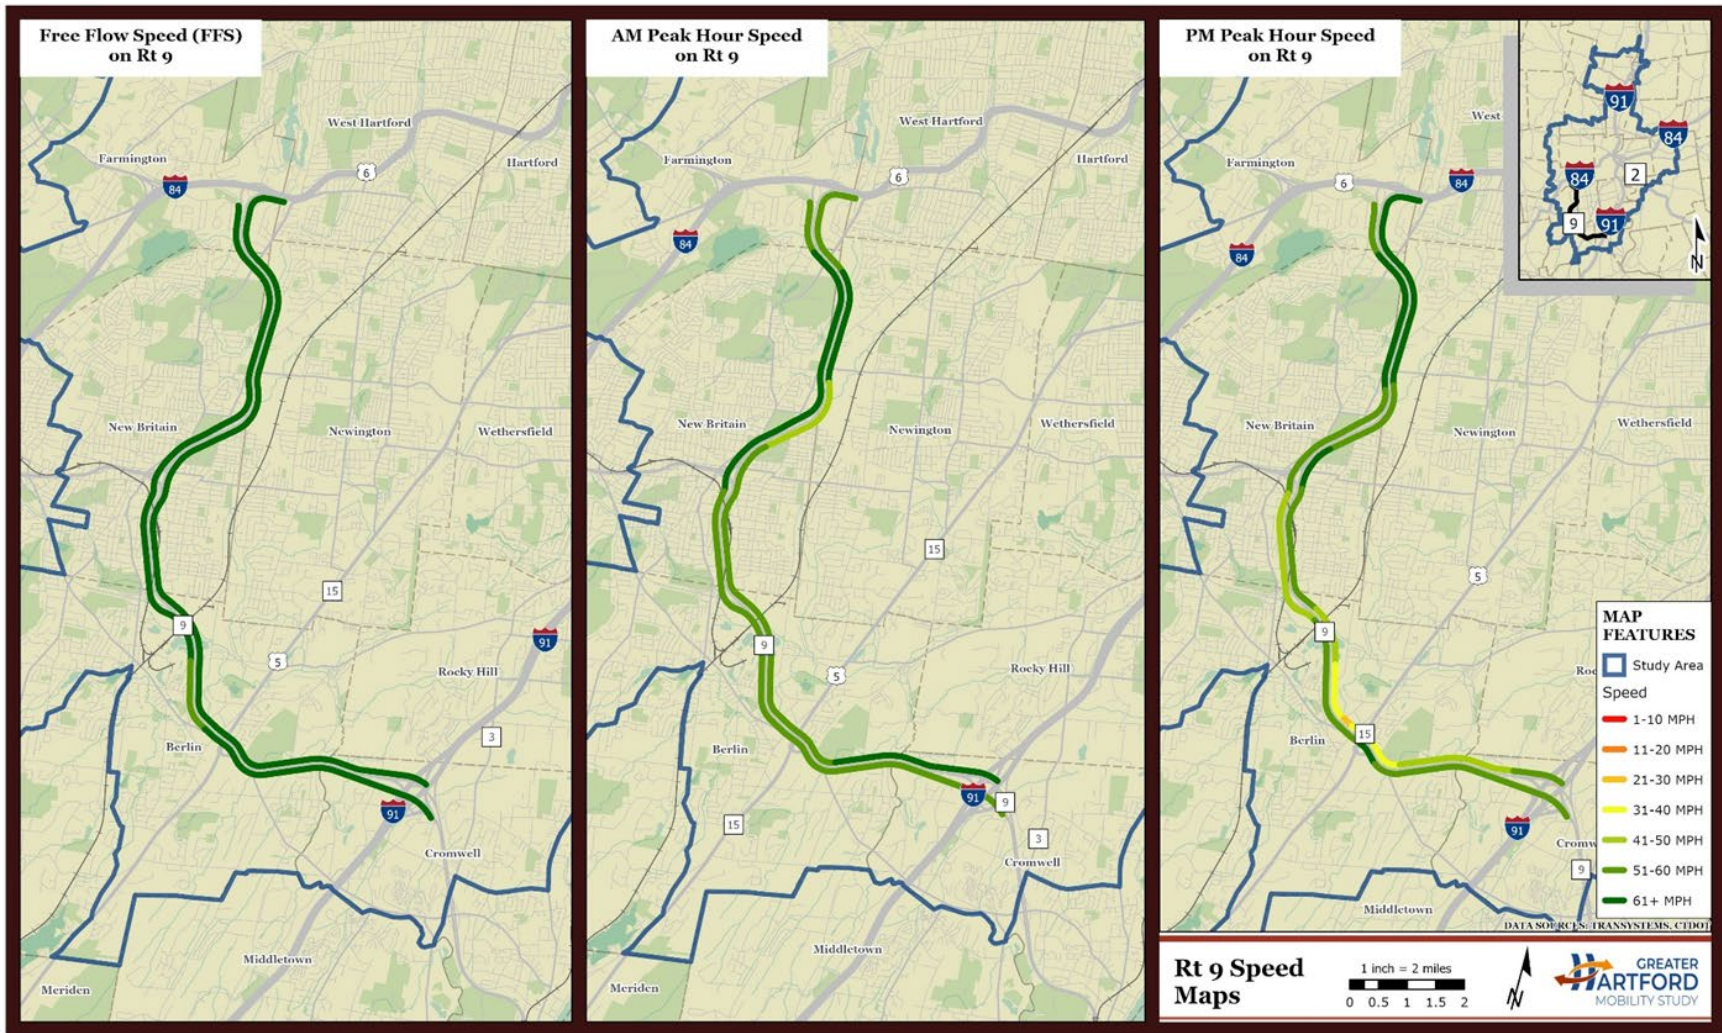 Free Flow Speed (FFS)
on Rt 9
West Hartford
Farmington
Hartford
6
84
New Britain
Newington
Wethersfield
15
9
91
5
Rocky Hill
3
Berlin
91
Cromwell
Middletown
Meriden
AM Peak Hour Speed
on Rt 9
West Hartford
Farmington
Hartford
6
84
New Britain
Newington
Wethersfield
15
9
Rocky Hill
5
Berlin
91
9
15
3
Cromwell
Middletown
Meriden
PM Peak Hour Speed
on Rt 9
West
Farmington
6
84
84
New Britain
Newington
Wethersfield
5
9
Roc
15
Berlin
91
Cromw
9
Middletown
91
84
84
2
9
91
N
MAP
FEATURES
Study Area
Speed
1-10 MPH
11-20 MPH
21-30 MPH
31-40 MPH
41-50 MPH
51-60 MPH
61+ MPH
DATA SOURCES: TRANSYSTEMS, CTDOT
Rt 9 Speed
Maps
1 inch = 2 miles
0 0.5 1 1.5 2
N
GREATER
HARTFORD
MOBILITY STUDY